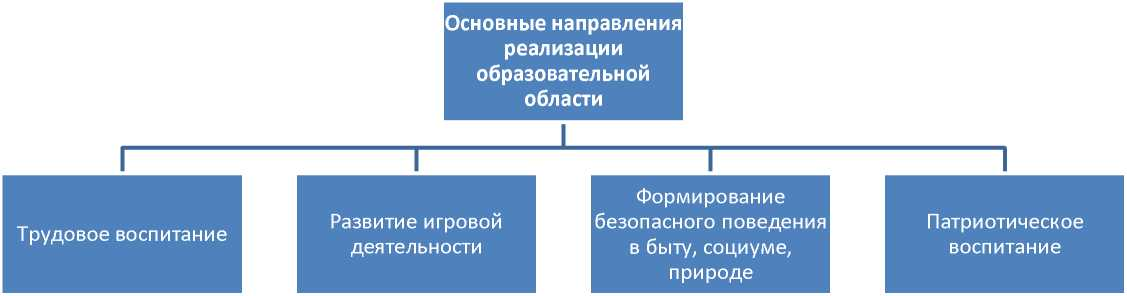 Основные направления
реализации
образовательной
области
Трудовое воспитание
Развитие игровой
деятельности
Формирование
безопасного поведения
в быту, социуме,
природе
Патриотическое
воспитание